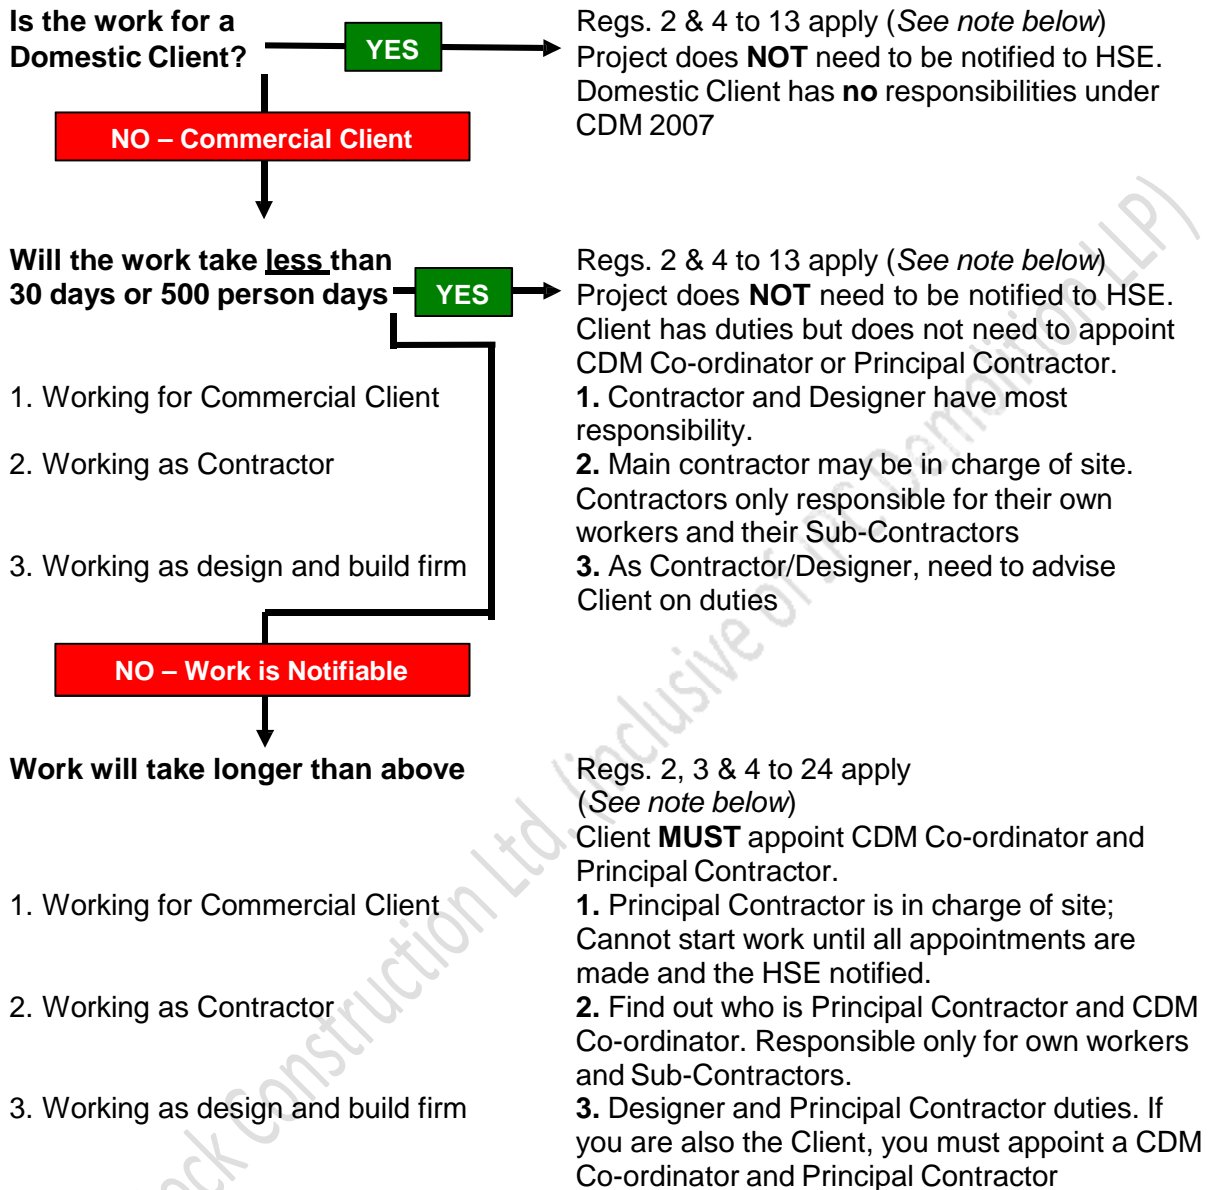 Is the work for a
Domestic Client?
YES
Regs. 2 & 4 to 13 apply (See note below)
Project does NOT need to be notified to HSE.
Domestic Client has no responsibilities under
CDM 2007
NO – Commercial Client
Will the work take less than
30 days or 500 person days
YES
Regs. 2 & 4 to 13 apply (See note below)
Project does NOT need to be notified to HSE.
Client has duties but does not need to appoint
CDM Co-ordinator or Principal Contractor.
1. Working for Commercial Client
1. Contractor and Designer have most
responsibility.
2. Working as Contractor
2. Main contractor may be in charge of site.
Contractors only responsible for their own
workers and their Sub-Contractors
3. Working as design and build firm
3. As Contractor/Designer, need to advise
Client on duties
NO – Work is Notifiable
Work will take longer than above
Regs. 2, 3 & 4 to 24 apply
(See note below)
Client MUST appoint CDM Co-ordinator and
Principal Contractor.
1. Working for Commercial Client
1. Principal Contractor is in charge of site;
Cannot start work until all appointments are
made and the HSE notified.
2. Working as Contractor
2. Find out who is Principal Contractor and CDM
Co-ordinator. Responsible only for own workers
and Sub-Contractors.
3. Working as design and build firm
3. Designer and Principal Contractor duties. If
you are also the Client, you must appoint a CDM
Co-ordinator and Principal Contractor
Construction Ltd. (inclusive of Demolition LLP)